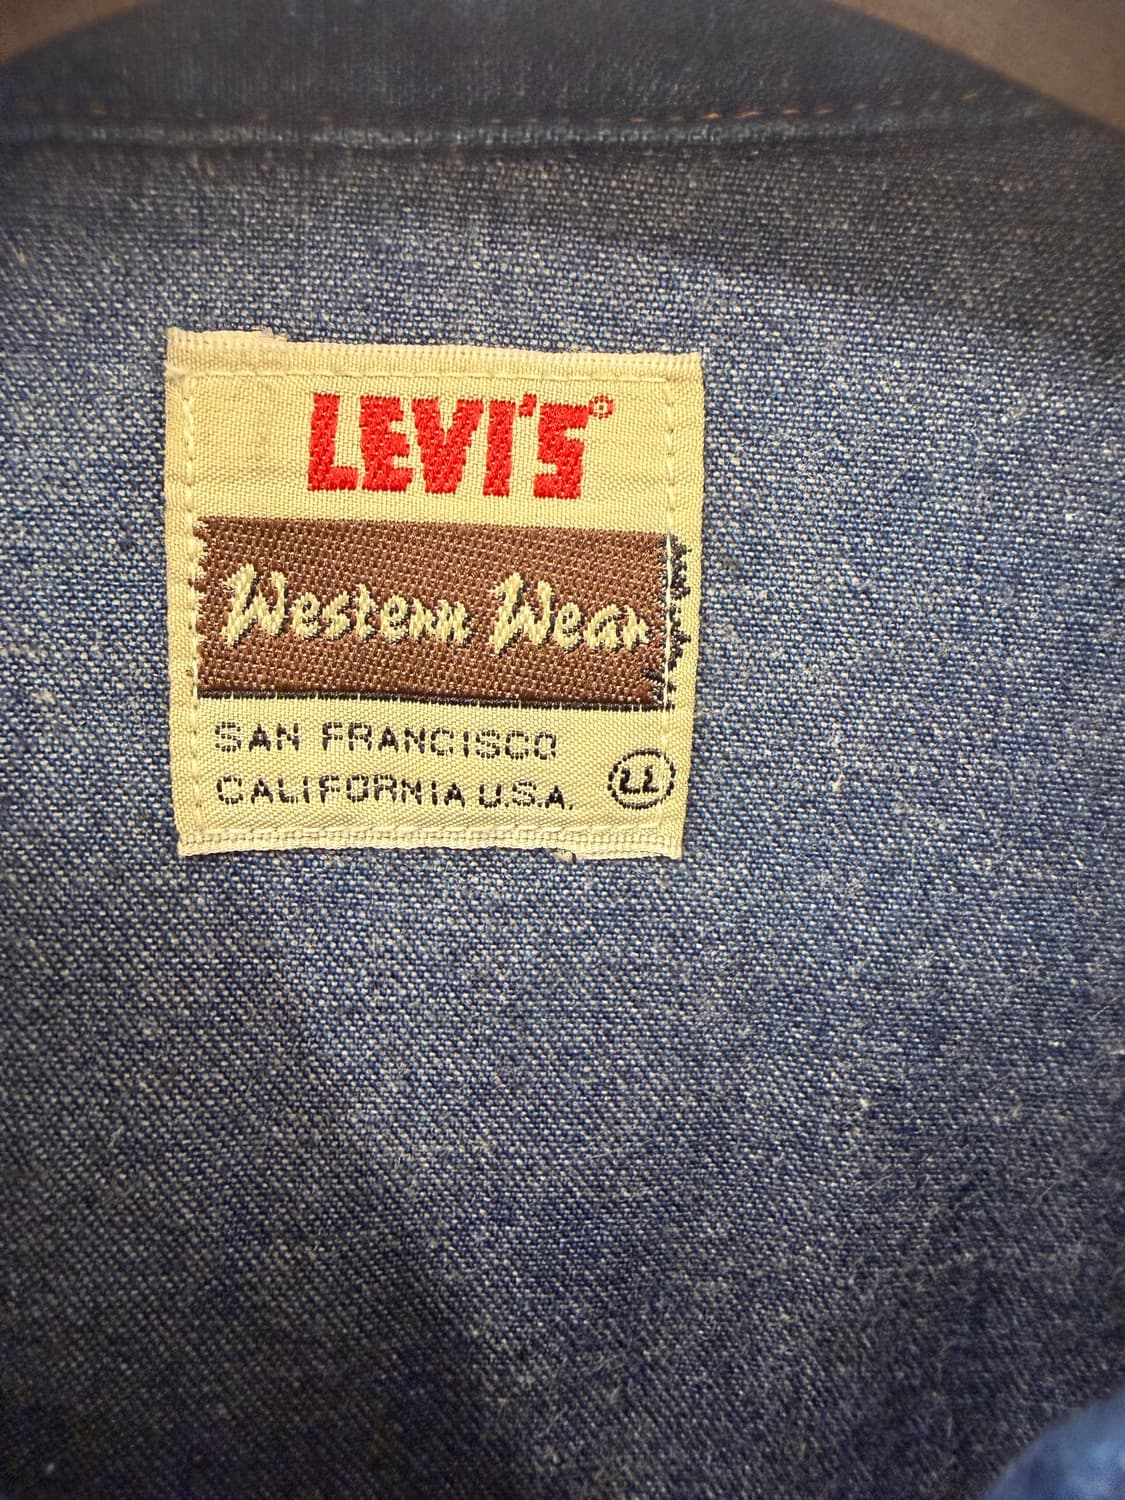 LEVI'S®
Western Wear
SAN FRANCISCO
CALIFORNIA U.S.A. LL